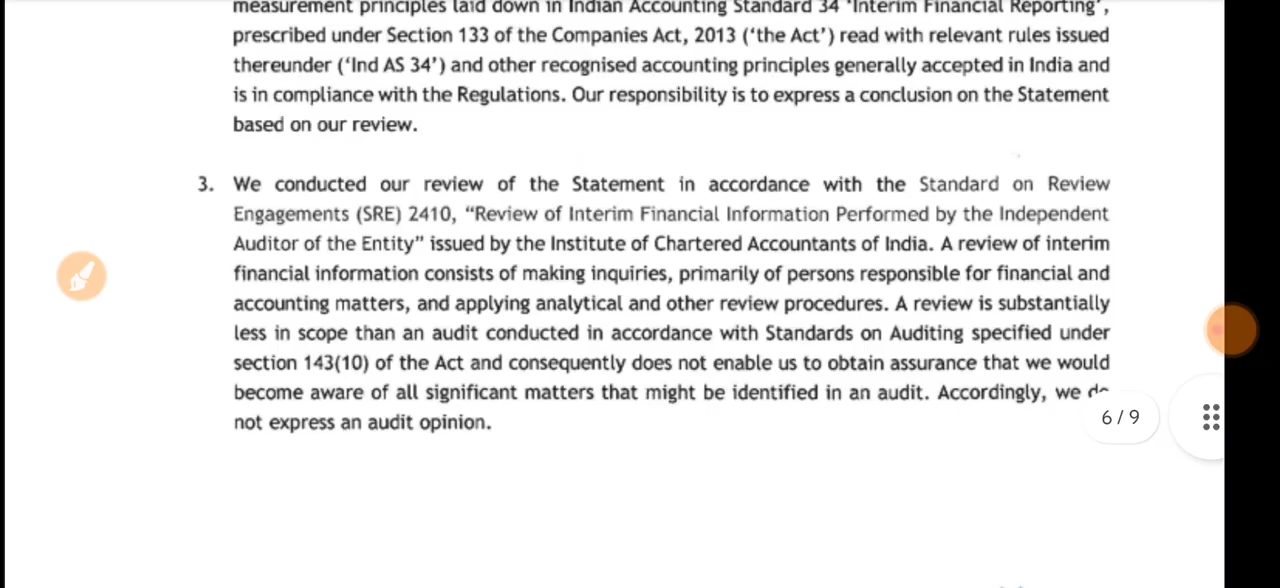 measurement principles laid down in Indian Accounting Standard 34 'Interim Financial Reporting',
prescribed under Section 133 of the Companies Act, 2013 ('the Act') read with relevant rules issued
thereunder ('Ind AS 34') and other recognised accounting principles generally accepted in India and
is in compliance with the Regulations. Our responsibility is to express a conclusion on the Statement
based on our review.
3. We conducted our review of the Statement in accordance with the Standard on Review
Engagements (SRE) 2410, “Review of Interim Financial Information Performed by the Independent
Auditor of the Entity” issued by the Institute of Chartered Accountants of India. A review of interim
financial information consists of making inquiries, primarily of persons responsible for financial and
accounting matters, and applying analytical and other review procedures. A review is substantially
less in scope than an audit conducted in accordance with Standards on Auditing specified under
section 143(10) of the Act and consequently does not enable us to obtain assurance that we would
become aware of all significant matters that might be identified in an audit. Accordingly, we do
not express an audit opinion.
6 / 9